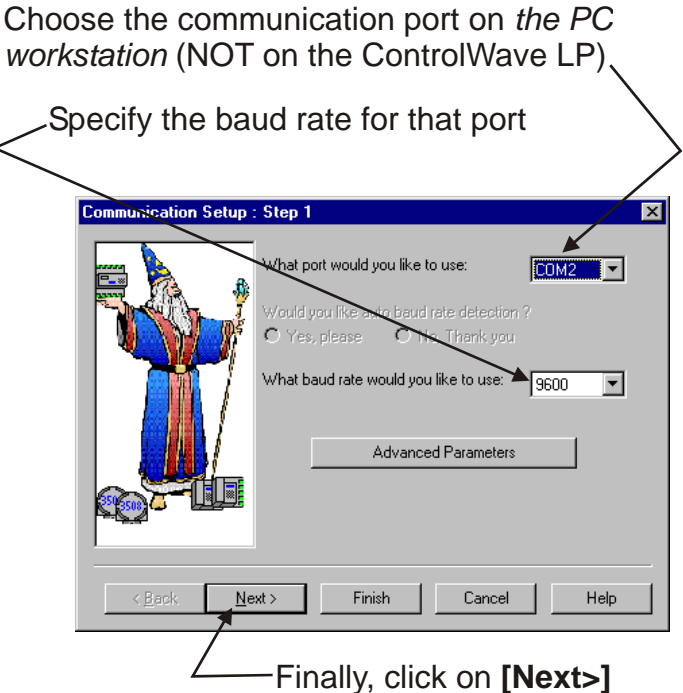 Choose the communication port on the PC
workstation (NOT on the ControlWave LP)
Specify the baud rate for that port
Communication Setup : Step 1
What port would you like to use:
COM2
Would you like auto baud rate detection ?
Yes, please
No, Thank you
What baud rate would you like to use:
9600
Advanced Parameters
350
3508
< Back
Next >
Finish
Cancel
Help
Finally, click on [Next>]